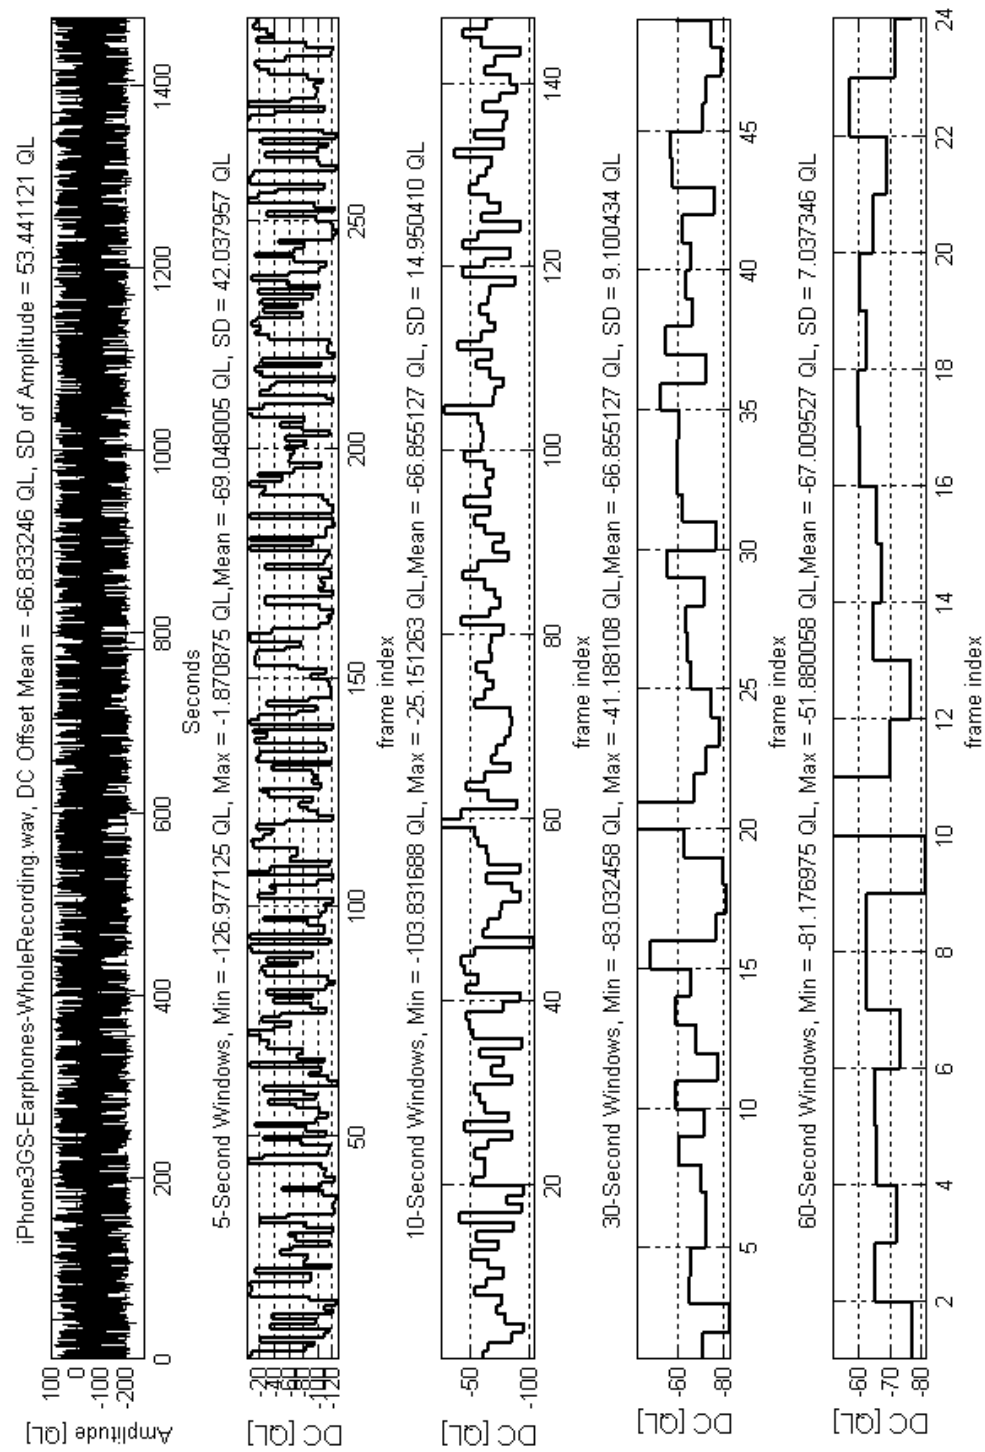 iPhone3GS-Earphones-WholeRecording.wav, DC Offset Mean = -66.833246 QL, SD of Amplitude = 53.441121 QL
Amplitude [QL]
100
0
-100
-200
0 200 400 600 800 1000 1200 1400
Seconds
5-Second Windows, Min = -126.977125 QL, Max = -1.870875 QL,Mean = -69.048005 QL, SD = 42.037957 QL
DC [QL]
-20
-40
-60
-80
-100
-120
50 100 150 200 250
frame index
10-Second Windows, Min = -103.831688 QL, Max = -25.151263 QL,Mean = -66.855127 QL, SD = 14.950410 QL
DC [QL]
-50
-100
20 40 60 80 100 120 140
frame index
30-Second Windows, Min = -83.032458 QL, Max = -41.188108 QL,Mean = -66.855127 QL, SD = 9.100434 QL
DC [QL]
-60
-80
5 10 15 20 25 30 35 40 45
frame index
60-Second Windows, Min = -81.176975 QL, Max = -51.880058 QL,Mean = -67.009527 QL, SD = 7.037346 QL
DC [QL]
-60
-70
-80
2 4 6 8 10 12 14 16 18 20 22 24
frame index